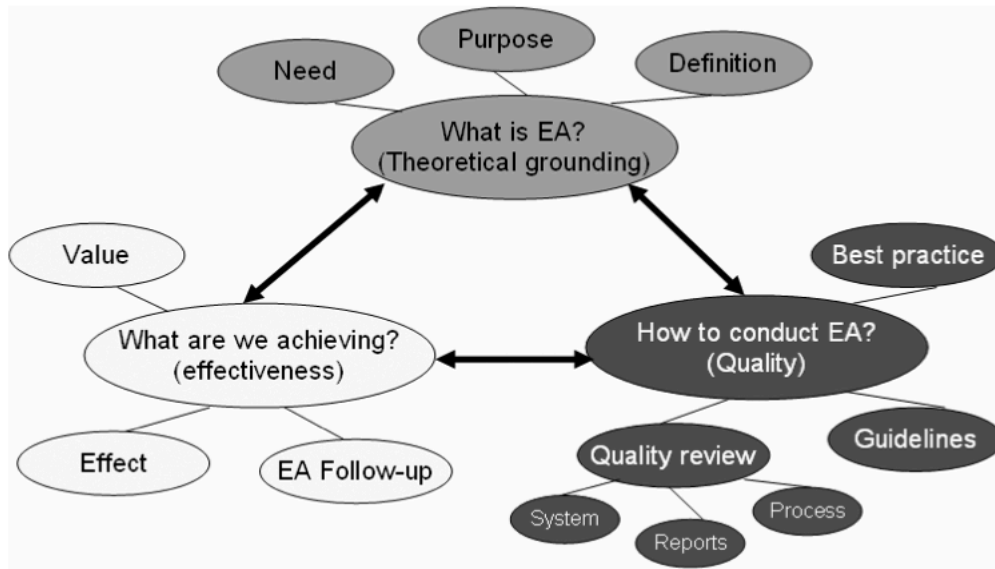 Purpose
Need
Definition
What is EA?
(Theoretical grounding)
Value
Best practice
What are we achieving?
(effectiveness)
How to conduct EA?
(Quality)
Effect
EA Follow-up
Quality review
Guidelines
System
Reports
Process